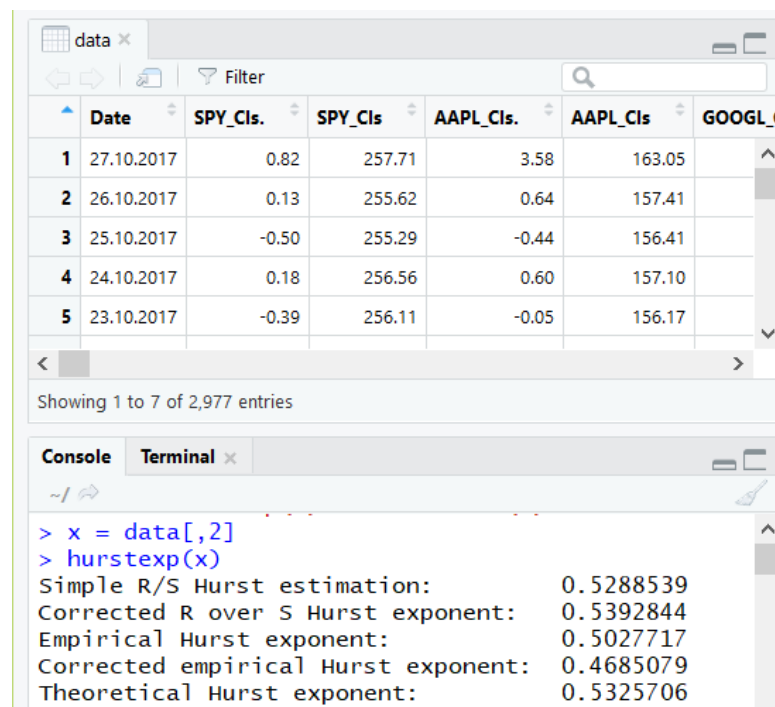 data ×
Filter
Date SPY_Cls. SPY_Cls AAPL_Cls. AAPL_Cls GOOGL_
1 27.10.2017 0.82 257.71 3.58 163.05
2 26.10.2017 0.13 255.62 0.64 157.41
3 25.10.2017 -0.50 255.29 -0.44 156.41
4 24.10.2017 0.18 256.56 0.60 157.10
5 23.10.2017 -0.39 256.11 -0.05 156.17
Showing 1 to 7 of 2,977 entries
Console Terminal ×
~/
> x = data[,2]
> hurstexp(x)
Simple R/S Hurst estimation: 0.5288539
Corrected R over S Hurst exponent: 0.5392844
Empirical Hurst exponent: 0.5027717
Corrected empirical Hurst exponent: 0.4685079
Theoretical Hurst exponent: 0.5325706